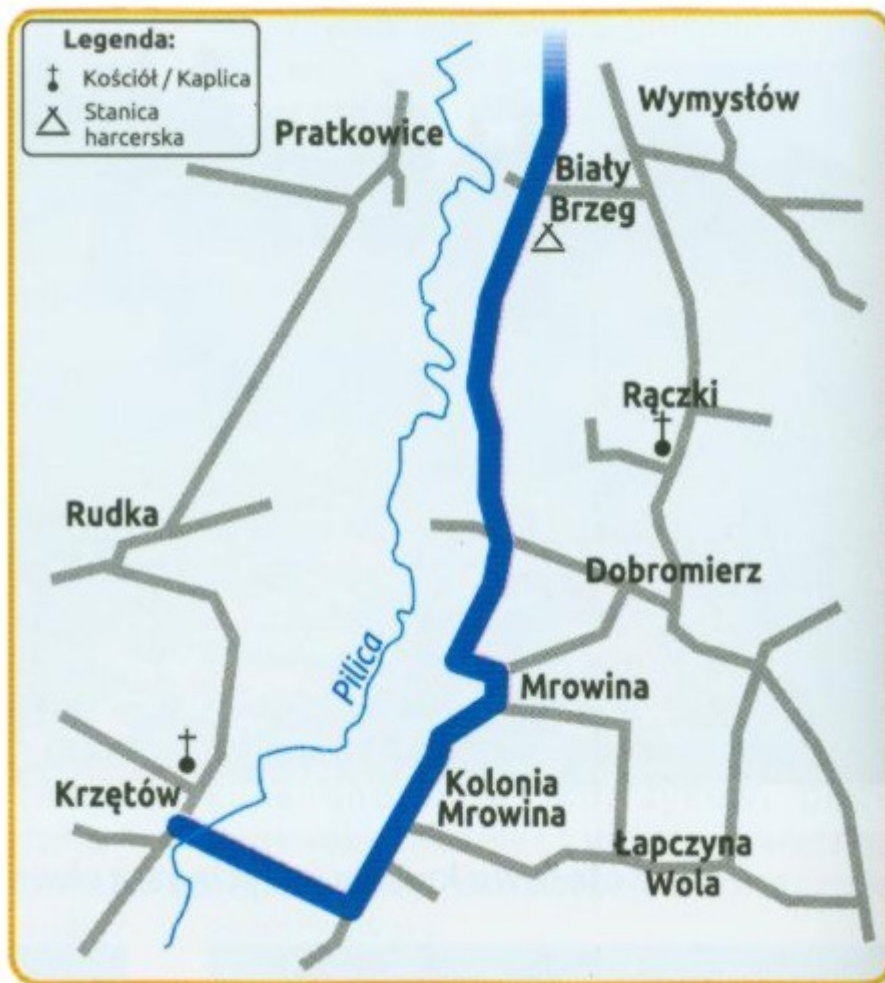 Legenda:
Kościół / Kaplica
Stanica
harcerska
Pratkowice
Wymysłów
Biały
Brzeg
Rączki
Rudka
Dobromierz
Pilica
Mrowina
Krzętów
Kolonia
Mrowina
Łapczyna
Wola